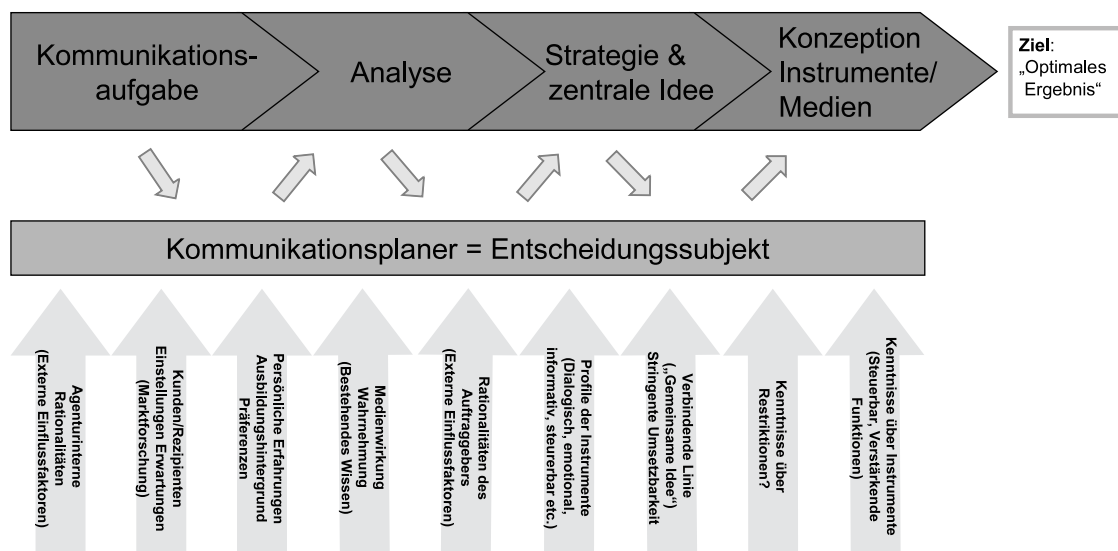 Kommunikations-
aufgabe
Analyse
Strategie &
zentrale Idee
Konzeption
Instrumente/
Medien
Ziel:
„Optimales
Ergebnis“
Kommunikationsplaner = Entscheidungssubjekt
Agenturinterne
Rationalitäten
(Externe Einflussfaktoren)
Kunden/Rezipienten
Einstellungen Erwartungen
(Marktforschung)
Persönliche Erfahrungen
Ausbildungshintergrund
Präferenzen
Medienwirkung
Wahrnehmung
(Bestehendes Wissen)
Rationalitäten des
Auftraggebers
(Externe Einflussfaktoren)
Profile der Instrumente
(Dialogisch, emotional,
informativ, steurerbar etc.)
Verbindende Linie
(„Gemeinsame Idee“)
Stringente Umsetzbarkeit
Kenntnisse über
Restriktionen?
Kenntnisse über Instrumente
(Steuerbar, Verstärkende
Funktionen)